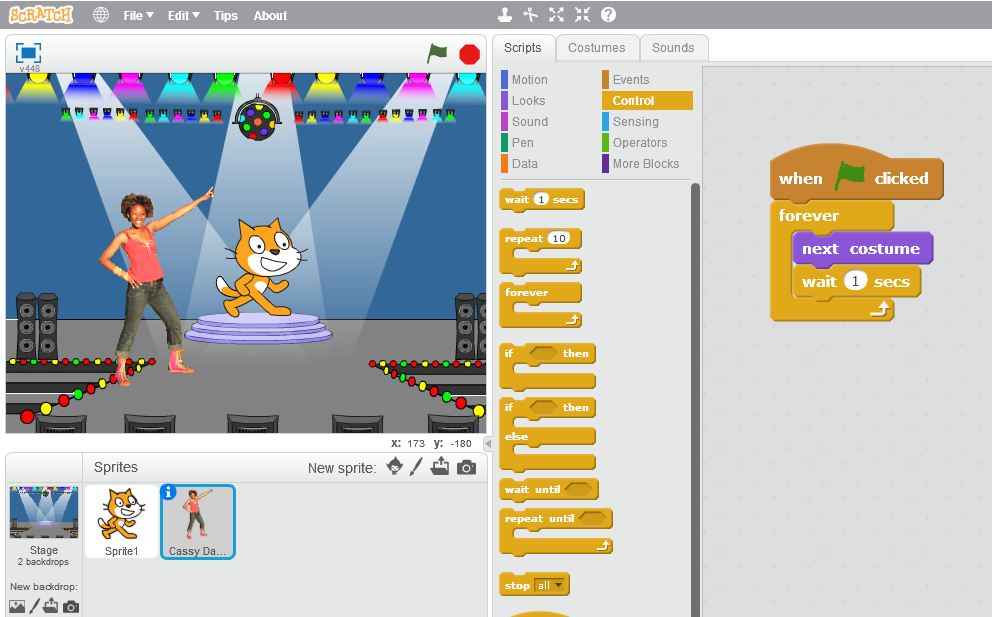 SCRATCH File Edit Tips About
v448
Scripts Costumes Sounds
Motion Events
Looks Control
Sound Sensing
Pen Operators
Data More Blocks
wait 1 secs
repeat 10
forever
if then
if then
else
wait until
repeat until
stop all
when clicked
forever
next costume
wait 1 secs
x: 173 y: -180
Sprites New sprite:
Stage
2 backdrops
New backdrop:
Sprite1
Cassy Da...